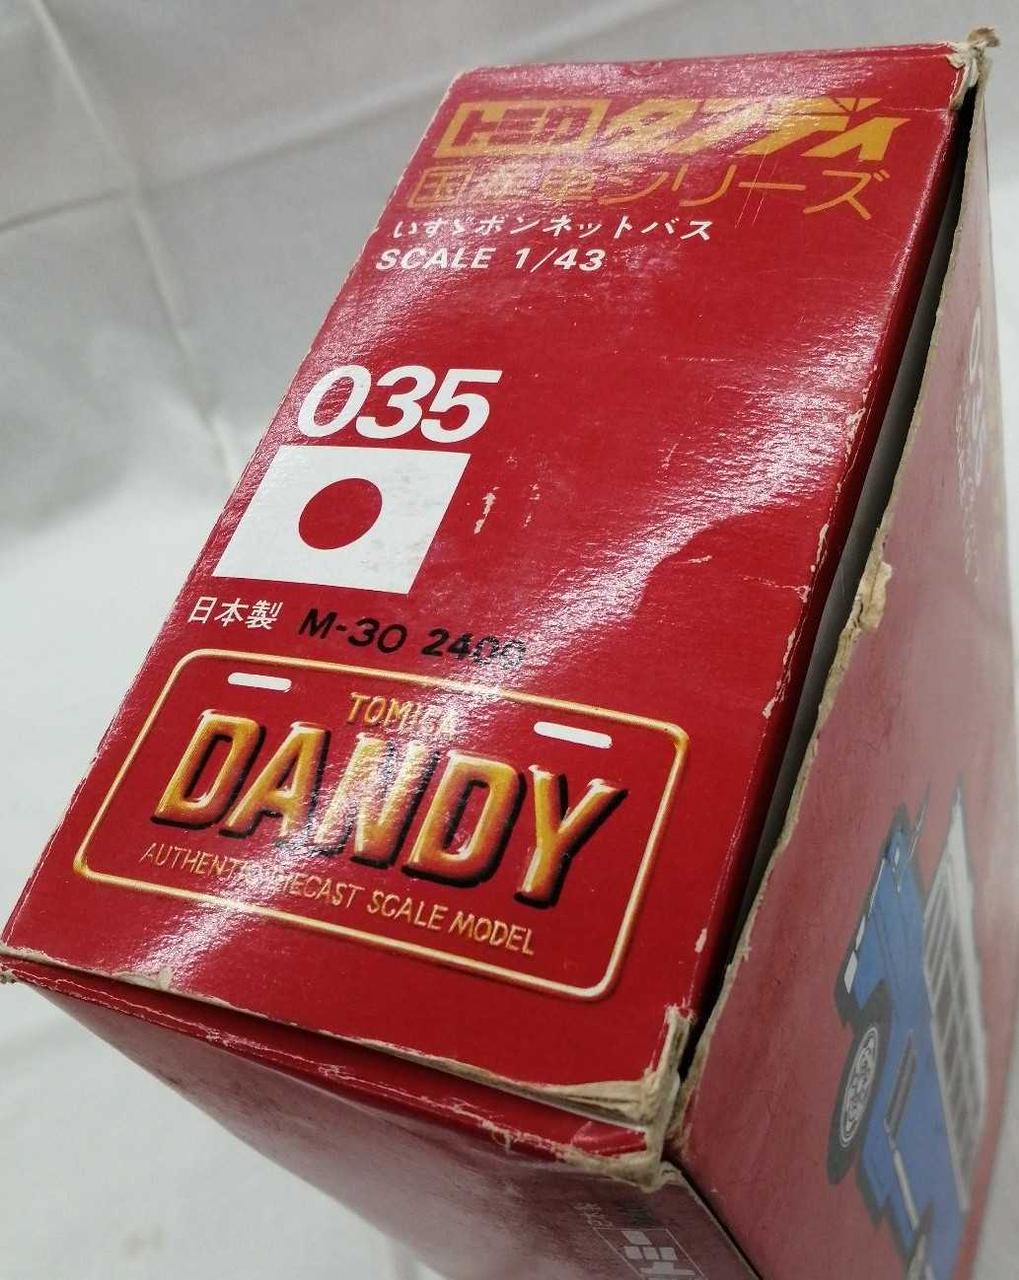 トミカ ダンディ
国産車シリーズ
いすゞボンネットバス
SCALE 1/43
035
日本製 M-30 2406
TOMICA
DANDY
AUTHENTIC DIECAST SCALE MODEL